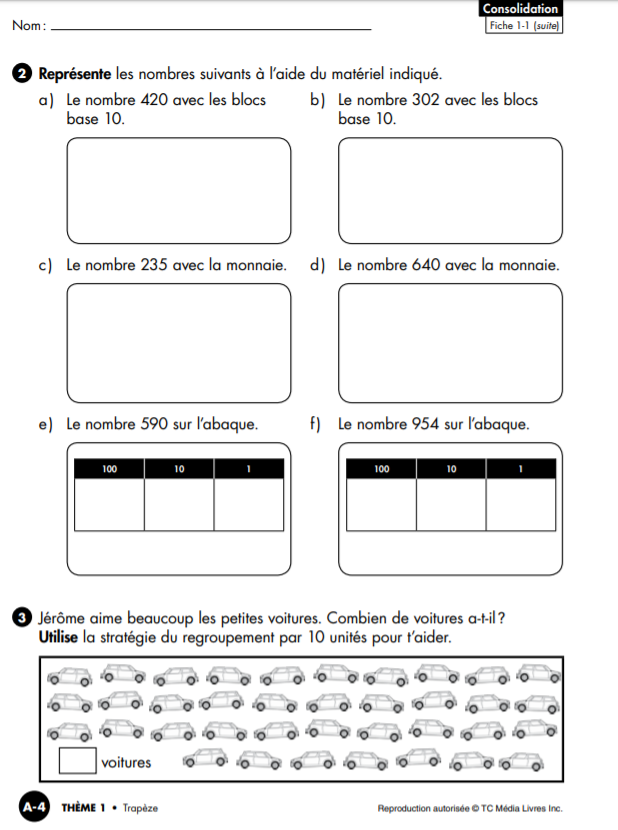 Consolidation
Nom :
Fiche 1-1 (suite)
2 Représente les nombres suivants à l'aide du matériel indiqué.
a) Le nombre 420 avec les blocs
base 10.
b) Le nombre 302 avec les blocs
base 10.
c) Le nombre 235 avec la monnaie.
d) Le nombre 640 avec la monnaie.
e) Le nombre 590 sur l'abaque.
f) Le nombre 954 sur l'abaque.
100 10 1
100 10 1
3 Jérôme aime beaucoup les petites voitures. Combien de voitures a-t-il ?
Utilise la stratégie du regroupement par 10 unités pour t'aider.
voitures
A-4 THÈME 1 • Trapèze
Reproduction autorisée © TC Média Livres Inc.